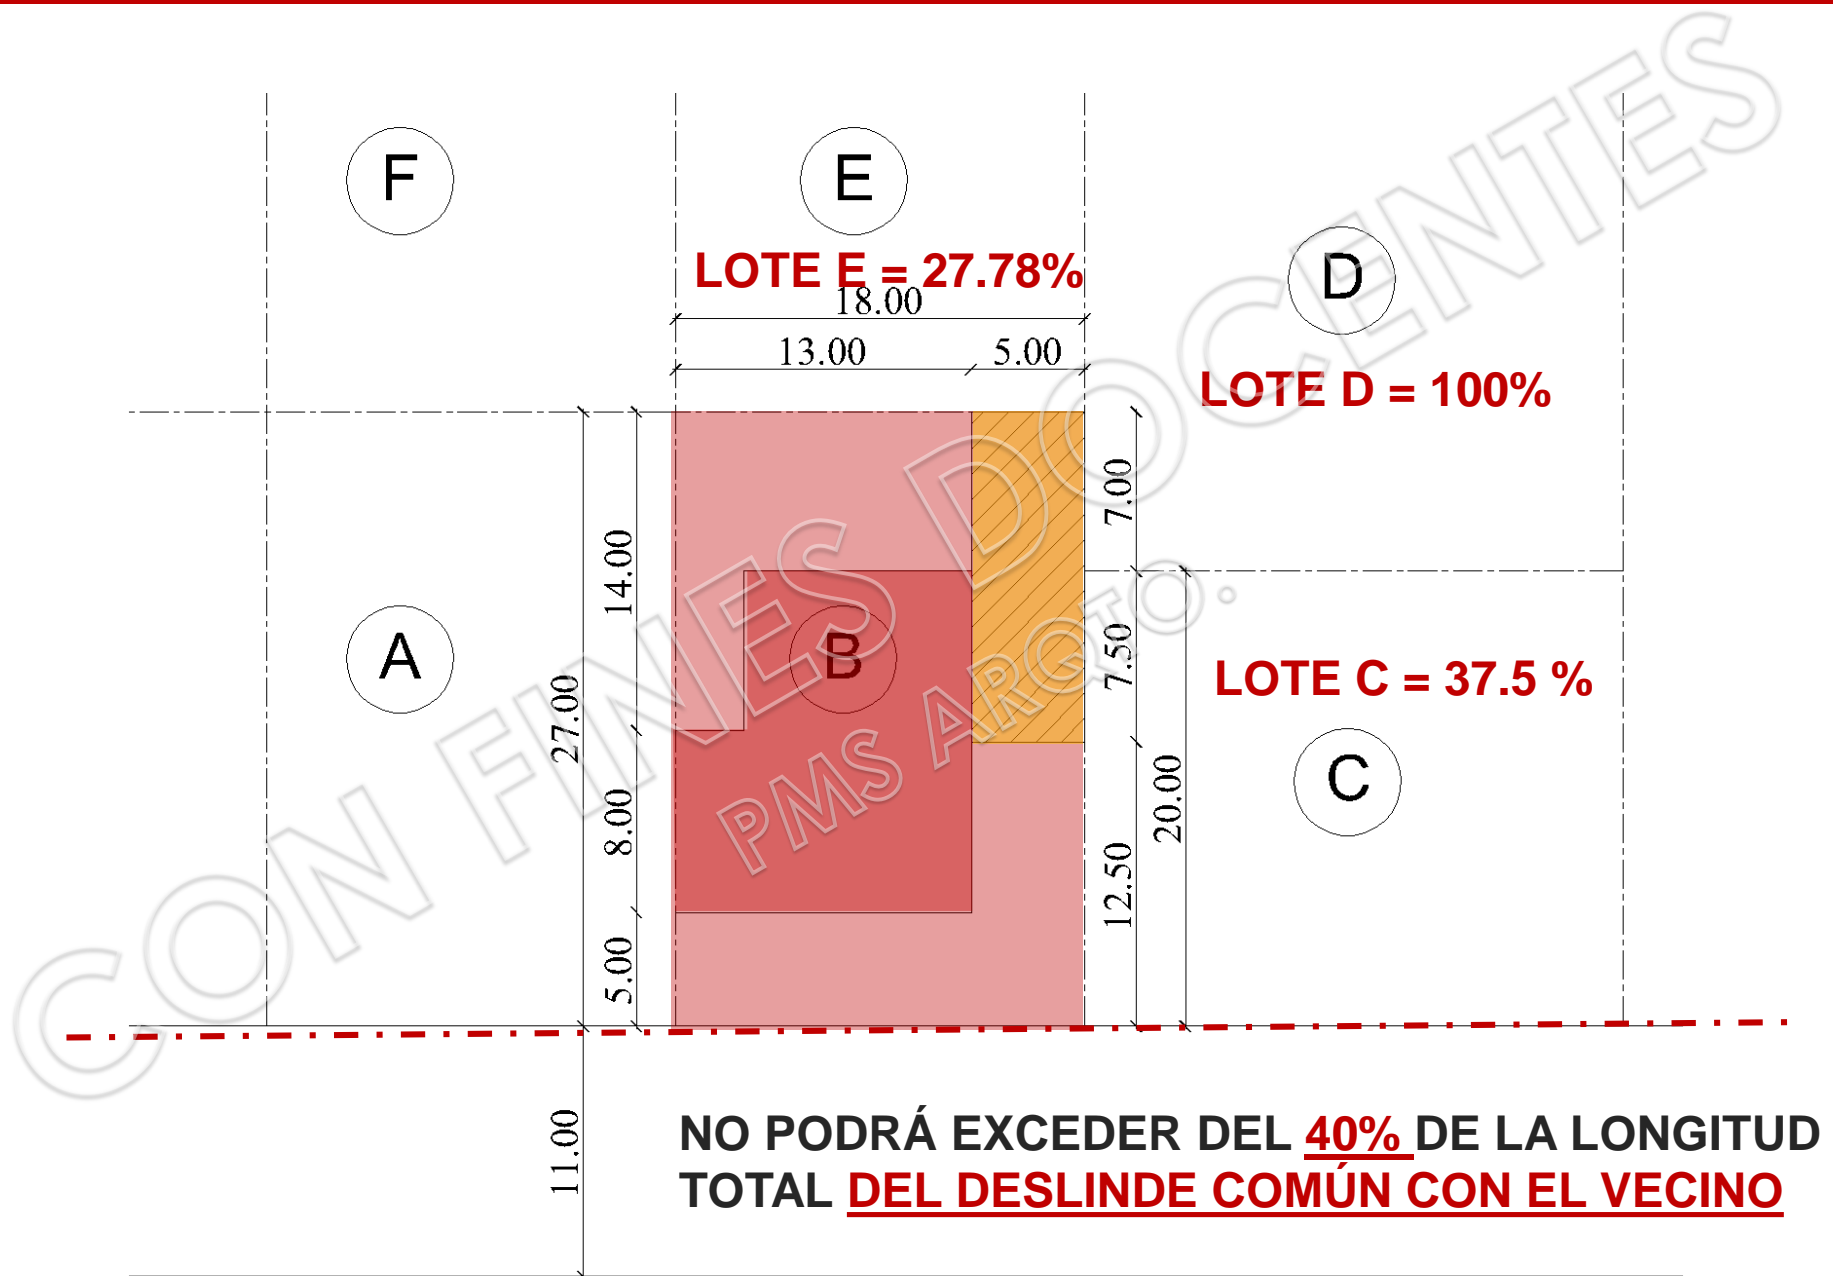 F
E
LOTE E = 27.78%
18.00
D
13.00
5.00
LOTE D = 100%
7.00
14.00
A
B
7.50
LOTE C = 37.5 %
27.00
C
20.00
8.00
12.50
5.00
11.00
NO PODRÁ EXCEDER DEL 40% DE LA LONGITUD
TOTAL DEL DESLINDE COMÚN CON EL VECINO
CON FINES DOCENTES
PMS ARQTO.